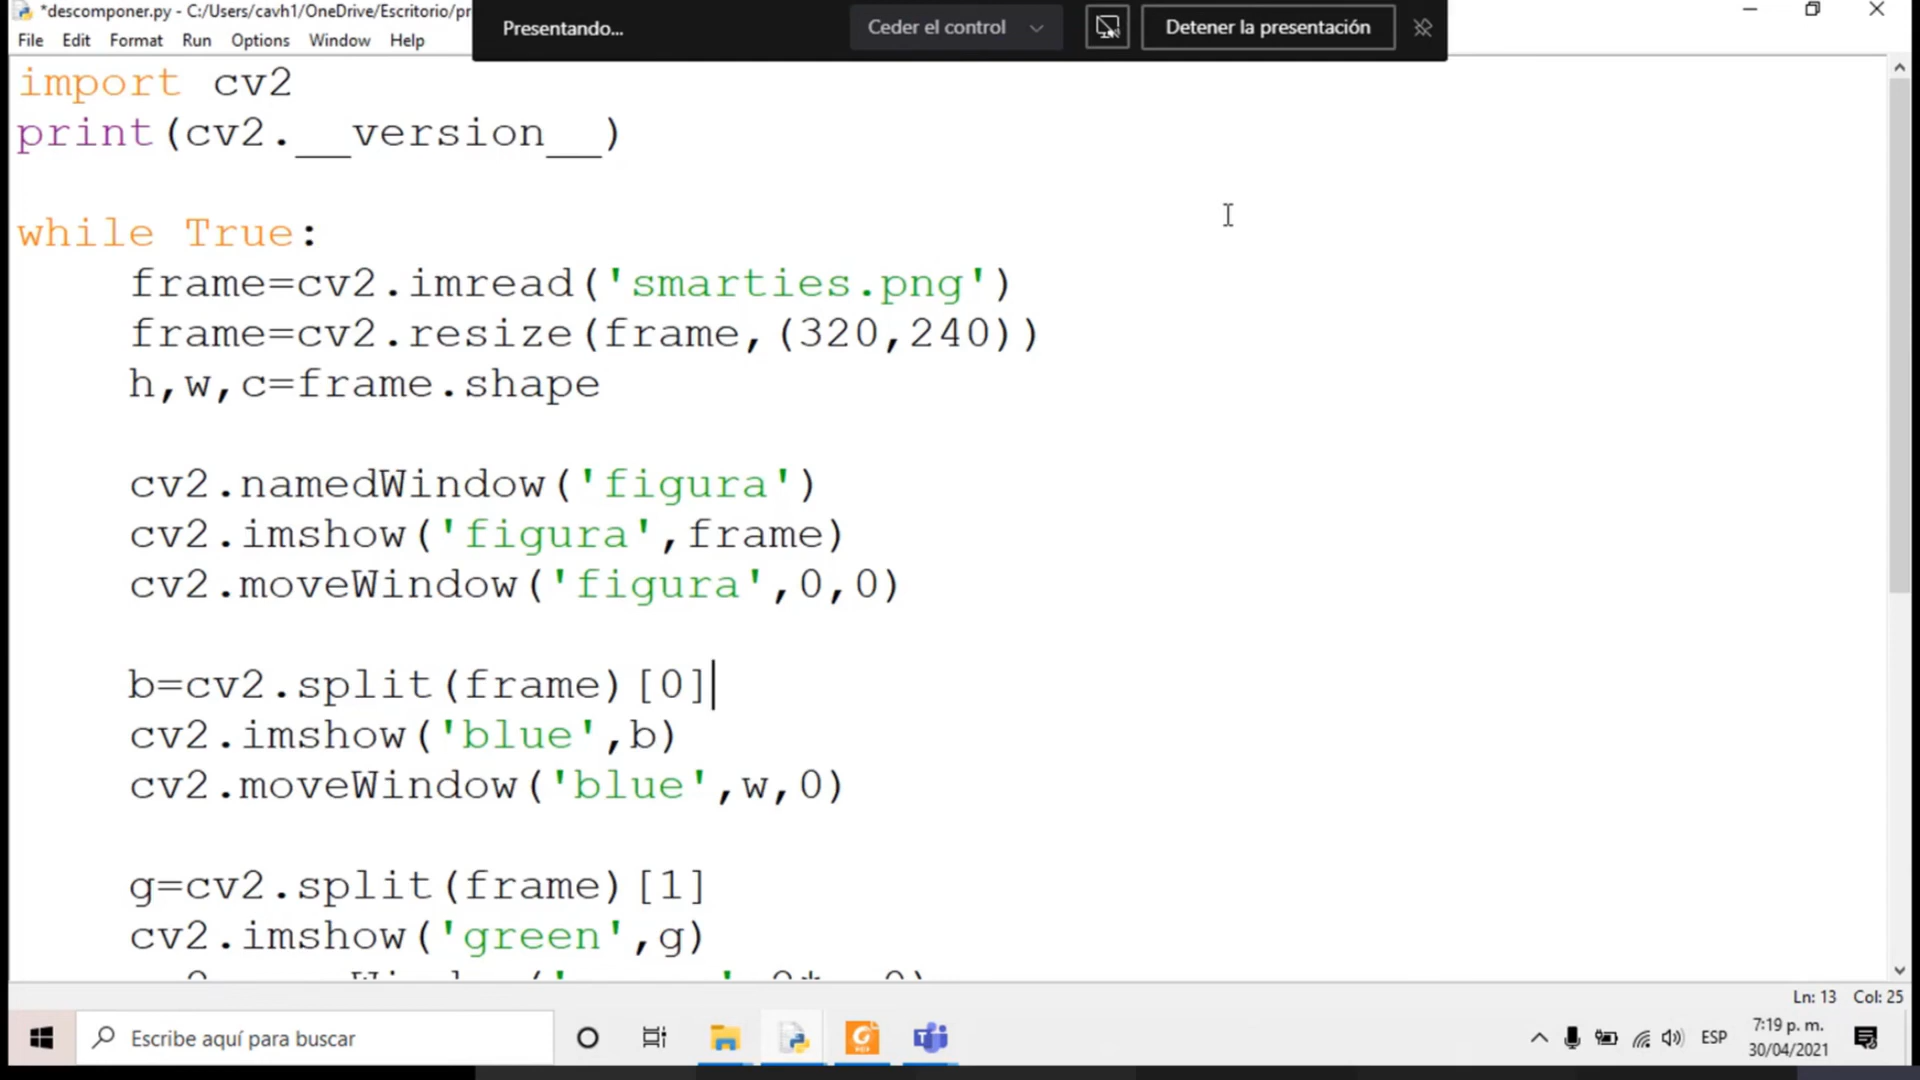 *descomponer.py - C:/Users/cavh1/OneDrive/Escritorio/pr
Presentando...
Ceder el control
Detener la presentación
File Edit Format Run Options Window Help
import cv2
print(cv2.__version__)
while True:
frame=cv2.imread('smarties.png')
frame=cv2.resize(frame,(320,240))
h,w,c=frame.shape
cv2.namedWindow('figura')
cv2.imshow('figura',frame)
cv2.moveWindow('figura',0,0)
b=cv2.split(frame)[0]
cv2.imshow('blue',b)
cv2.moveWindow('blue',w,0)
g=cv2.split(frame)[1]
cv2.imshow('green',g)
Ln: 13 Col: 25
Escribe aquí para buscar
ESP
7:19 p. m.
30/04/2021